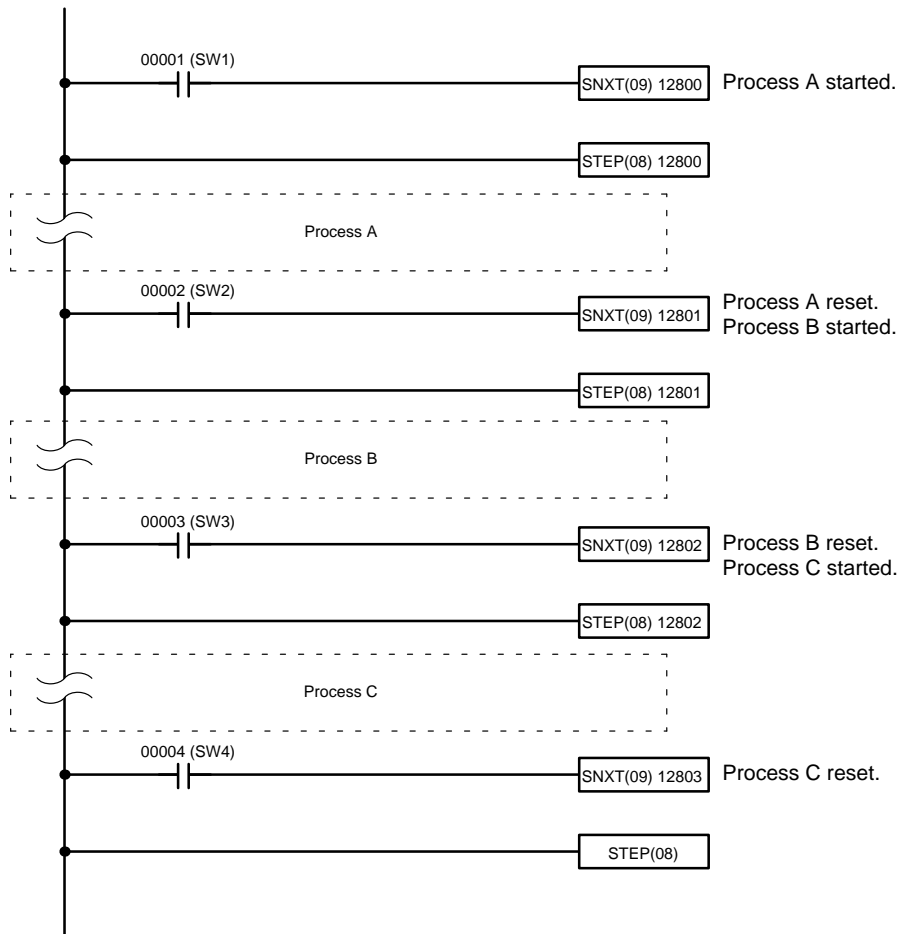 00001 (SW1)
SNXT(09) 12800
Process A started.
STEP(08) 12800
Process A
00002 (SW2)
SNXT(09) 12801
Process A reset.
Process B started.
STEP(08) 12801
Process B
00003 (SW3)
SNXT(09) 12802
Process B reset.
Process C started.
STEP(08) 12802
Process C
00004 (SW4)
SNXT(09) 12803
Process C reset.
STEP(08)